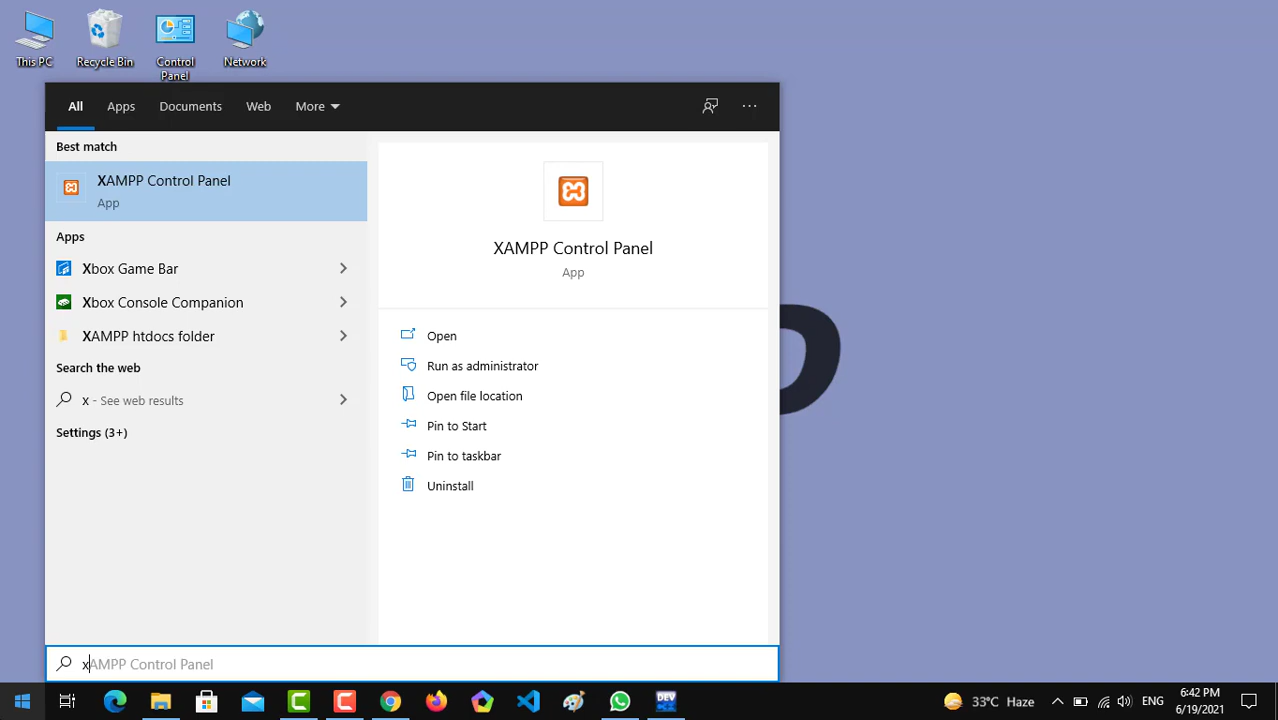 This PC
Recycle Bin
Control
Panel
Network
All
Apps
Documents
Web
More
Best match
XAMPP Control Panel
App
Apps
Xbox Game Bar
Xbox Console Companion
XAMPP htdocs folder
Search the web
x - See web results
Settings (3+)
XAMPP Control Panel
App
Open
Run as administrator
Open file location
Pin to Start
Pin to taskbar
Uninstall
xAMPP Control Panel
DEV
33°C Haze
ENG
6:42 PM
6/19/2021